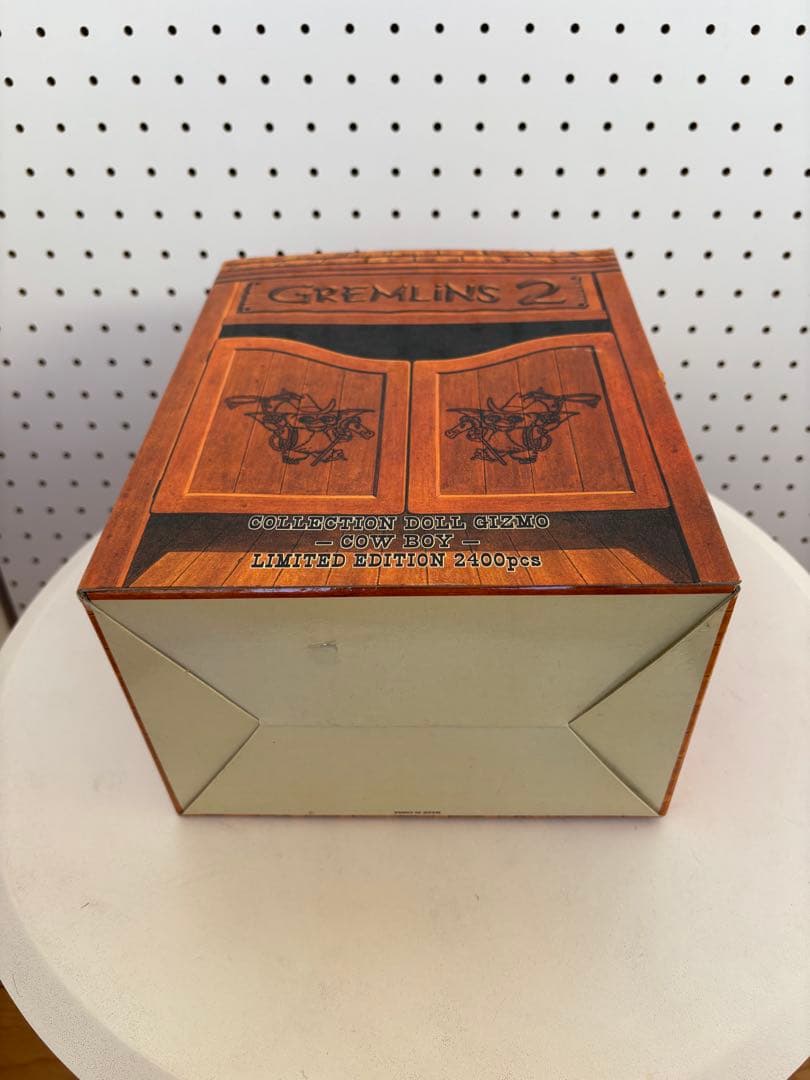 GREMLiNS 2
COLLECTION DOLL GIZMO
— COW BOY —
LIMITED EDITION 2400pcs